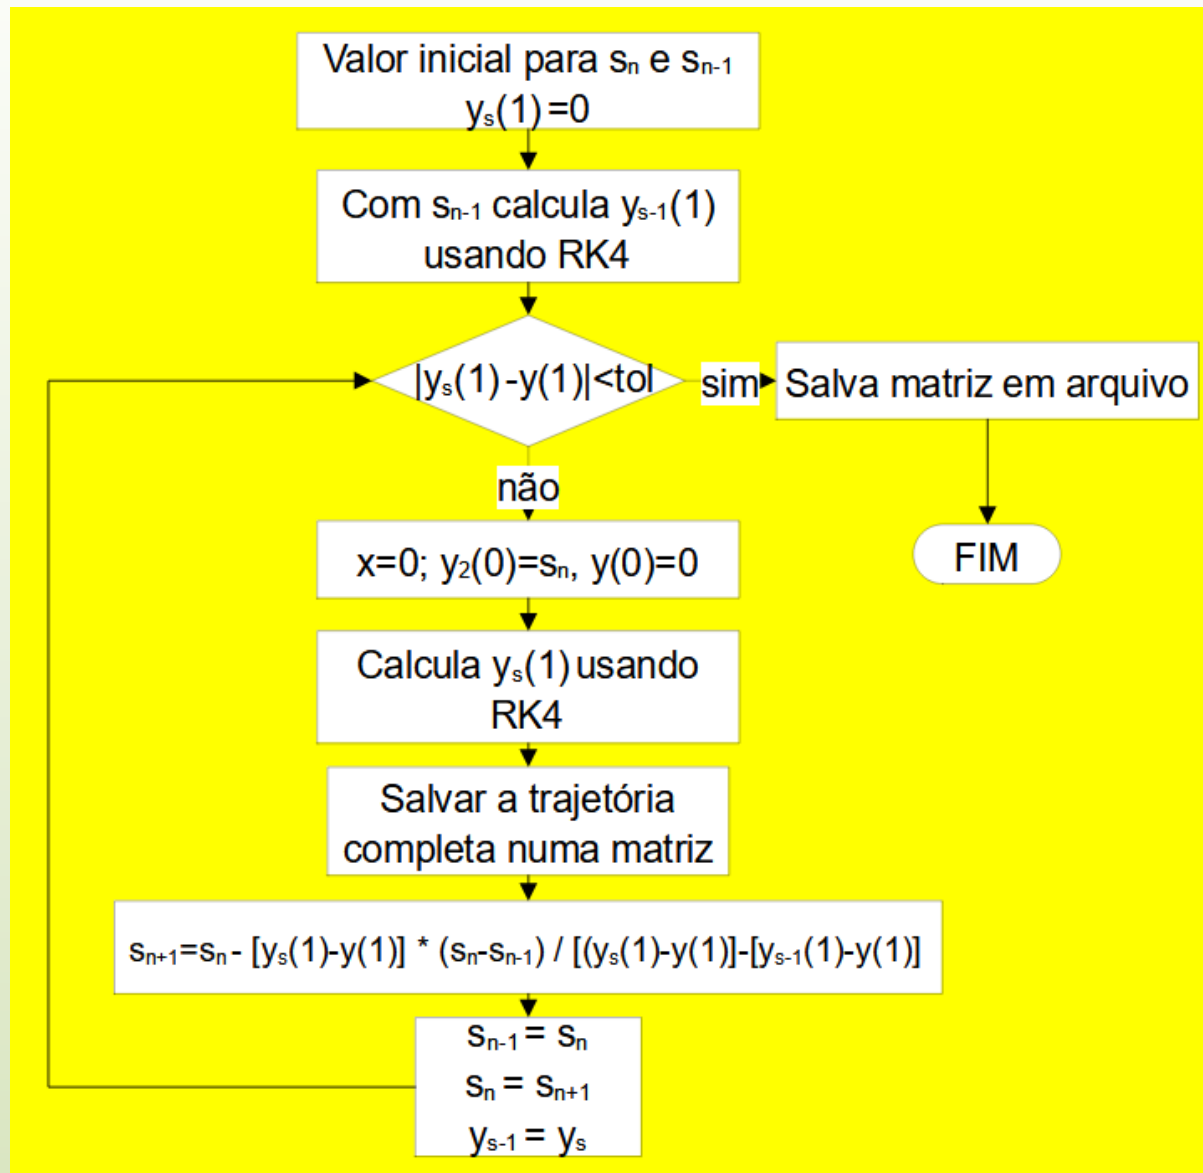 Valor inicial para sₙ e sₙ₋₁
yₛ(1) =0
Com sₙ₋₁ calcula yₛ₋₁(1)
usando RK4
|yₛ(1) -y(1)|<tol
sim
Salva matriz em arquivo
não
FIM
x=0; y₂(0)=sₙ, y(0)=0
Calcula yₛ(1) usando
RK4
Salvar a trajetória
completa numa matriz
sₙ₊₁=sₙ - [yₛ(1)-y(1)] * (sₙ-sₙ₋₁) / [(yₛ(1)-y(1)]-[yₛ₋₁(1)-y(1)]
sₙ₋₁ = sₙ
sₙ = sₙ₊₁
yₛ₋₁ = yₛ